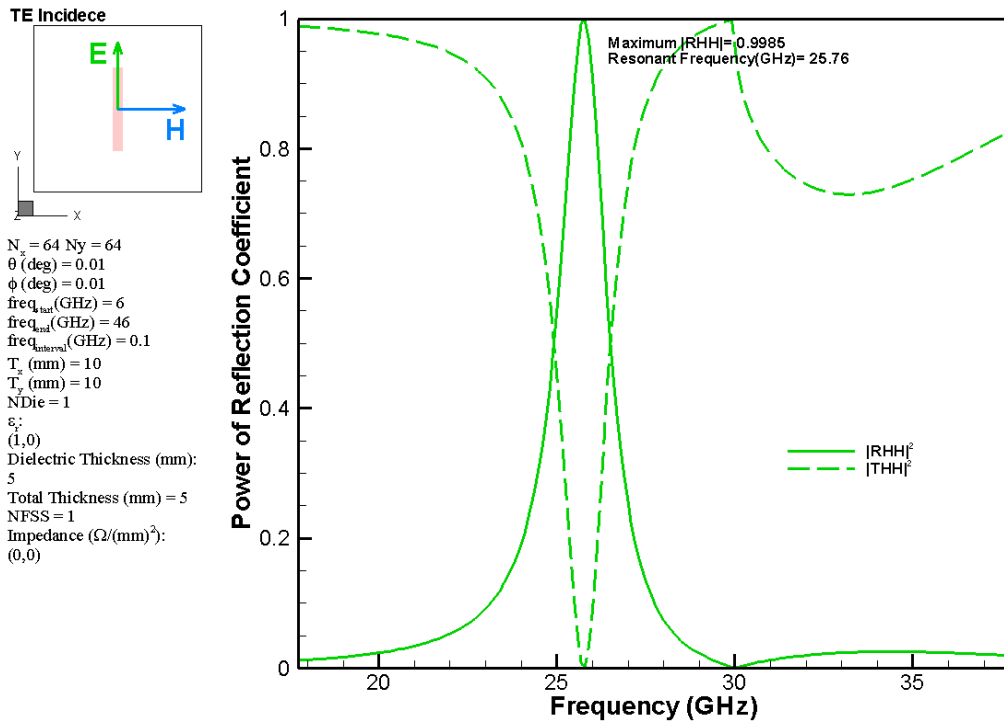 TE Incidece
E
H
Y
Z
X
Nx = 64 Ny = 64
θ (deg) = 0.01
ϕ (deg) = 0.01
freqstart(GHz) = 6
freqend(GHz) = 46
freqinterval(GHz) = 0.1
Tx (mm) = 10
Ty (mm) = 10
NDie = 1
εr:
(1,0)
Dielectric Thickness (mm):
5
Total Thickness (mm) = 5
NFSS = 1
Impedance (Ω/(mm)²):
(0,0)
Power of Reflection Coefficient
1
0.8
0.6
0.4
0.2
0
Maximum |RHH|= 0.9985
Resonant Frequency(GHz)= 25.76
|RHH|²
|THH|²
20
25
30
35
Frequency (GHz)